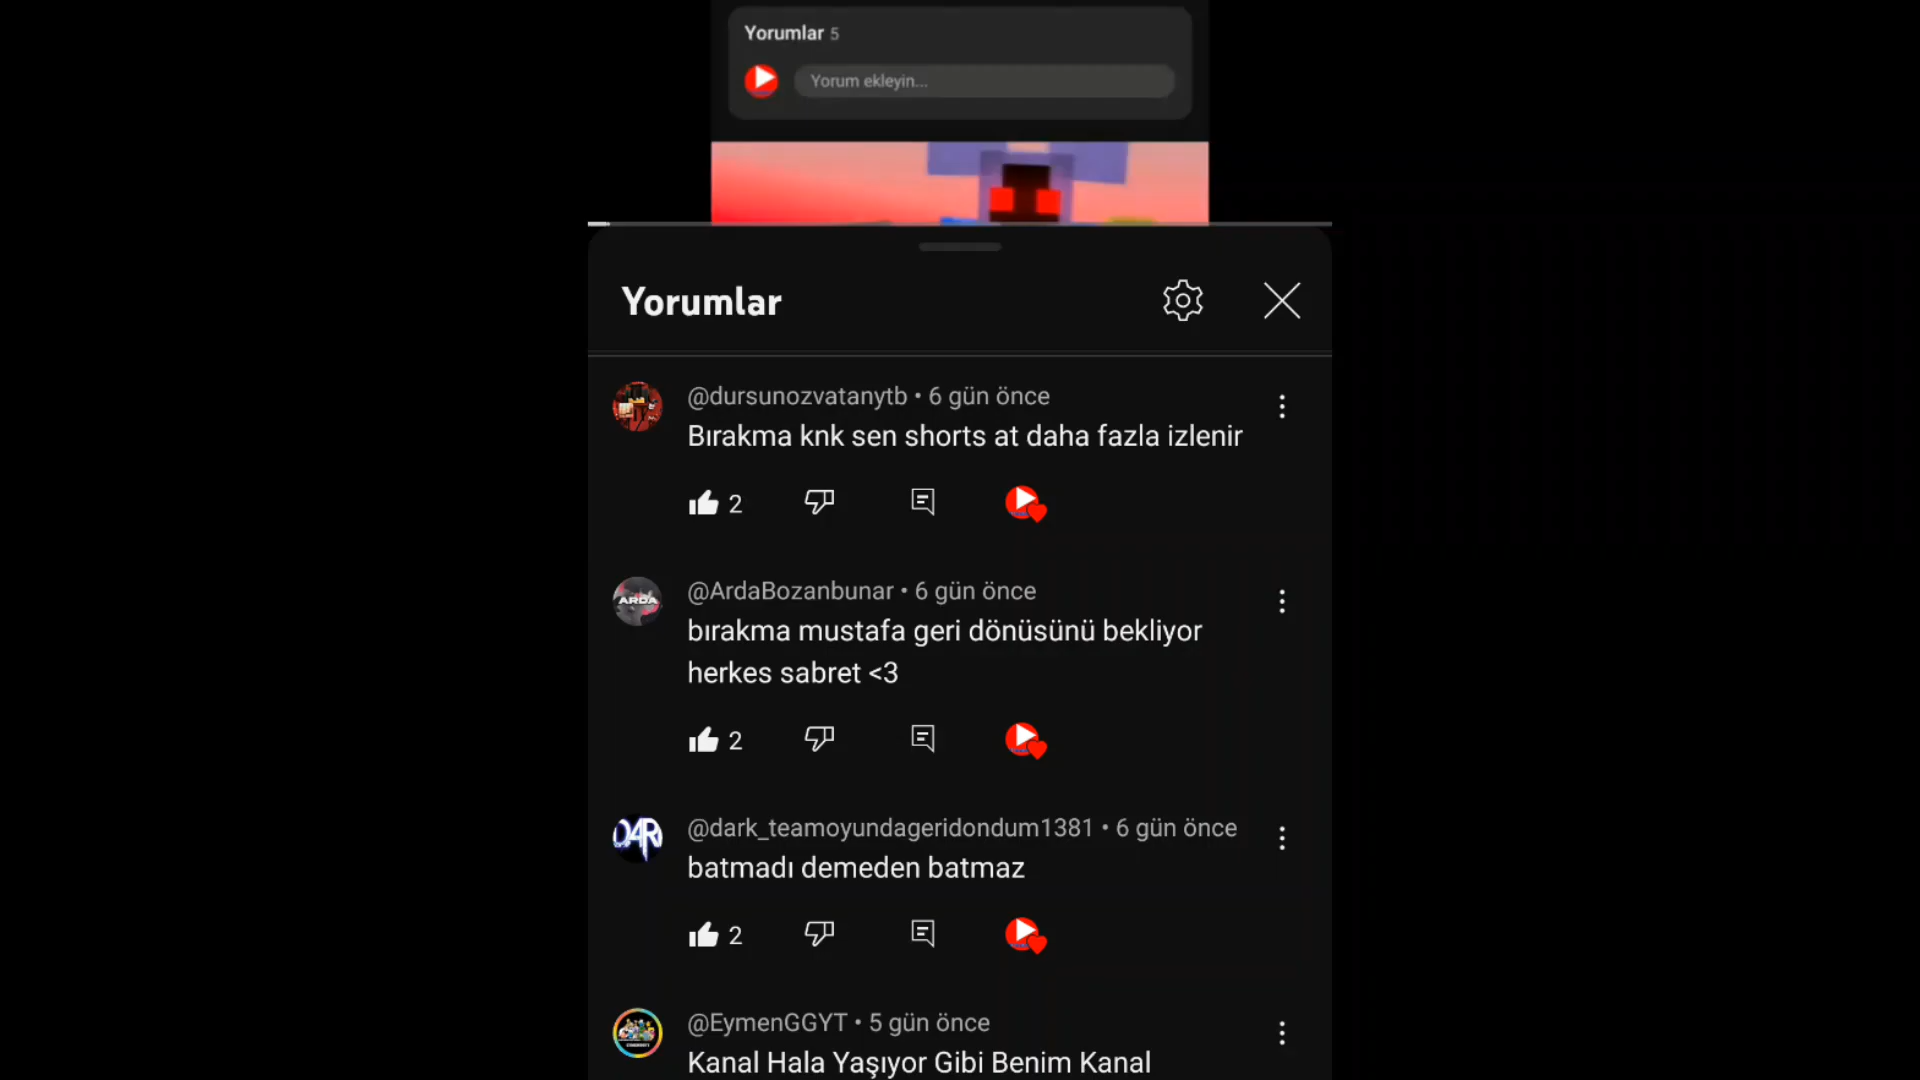 Yorumlar 5
Yorum ekleyin...
Yorumlar
@dursunozvatanytb • 6 gün önce
Bırakma knk sen shorts at daha fazla izlenir
2
ARDA
@ArdaBozanbunar • 6 gün önce
bırakma mustafa geri dönüsünü bekliyor
herkes sabret <3
2
DAR
@dark_teamoyundageridondum1381 • 6 gün önce
batmadı demeden batmaz
2
@EymenGGYT • 5 gün önce
Kanal Hala Yaşıyor Gibi Benim Kanal